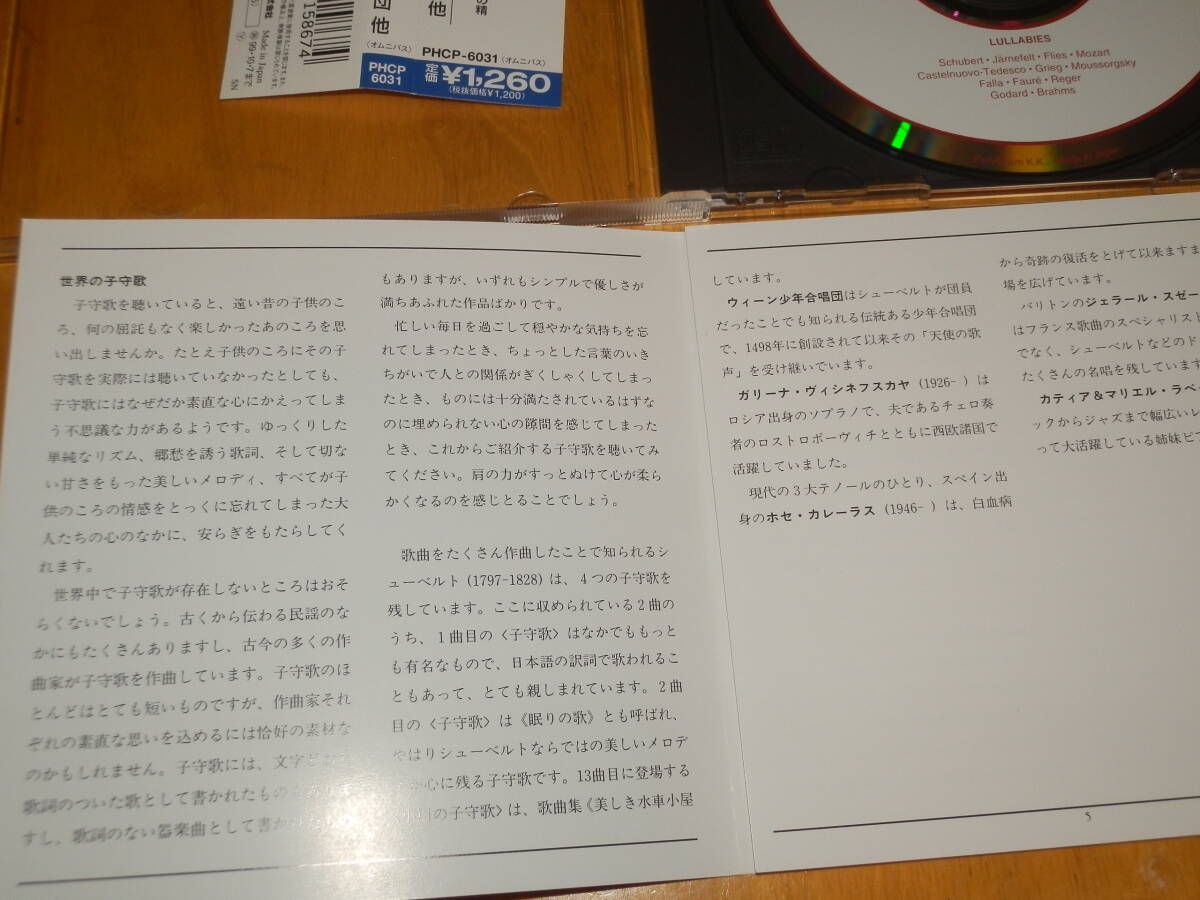 の精
団他
他
(オムニバス)
PHCP-6031 (オムニバス)
PHCP
6031
定価
¥1,260
(税抜価格¥1,200)
158674
Made in Japan
SN
LULLABIES
Schubert・Järnefelt・Flies・Mozart
Castelnuovo-Tedesco・Grieg・Moussorgsky
Falla・Fauré・Reger
Godard・Brahms
世界の子守歌
子守歌を聴いていると、遠い昔の子供のこ
ろ、何の屈託もなく楽しかったあのころを思
い出しませんか。たとえ子供のころにその子
守歌を実際には聴いていなかったとしても、
子守歌にはなぜだか素直な心にかえってしま
う不思議な力があるようです。ゆっくりした
単純なリズム、郷愁を誘う歌詞、そして切な
い甘さをもった美しいメロディ、すべてが子
供のころの情感をとっくに忘れてしまった大
人たちの心のなかに、安らぎをもたらしてく
れます。
世界中で子守歌が存在しないところはおそ
らくないでしょう。古くから伝わる民謡のな
かにもたくさんありますし、古今の多くの作
曲家が子守歌を作曲しています。子守歌のほ
とんどはとても短いものですが、作曲家それ
ぞれの素直な思いを込めるには恰好の素材な
のかもしれません。子守歌には、文字ど
歌詞のついた歌として書かれたもの
すし、歌詞のない器楽曲として書か
もありますが、いずれもシンプルで優しさが
満ちあふれた作品ばかりです。
忙しい毎日を過ごして穏やかな気持ちを忘
れてしまったとき、ちょっとした言葉のいき
ちがいで人との関係がぎくしゃくしてしまっ
たとき、ものには十分満たされているはずな
のに埋められない心の隙間を感じてしまった
とき、これからご紹介する子守歌を聴いてみ
てください。肩の力がすっとぬけて心が柔ら
かくなるのを感じとることでしょう。
歌曲をたくさん作曲したことで知られるシ
ューベルト (1797-1828) は、4つの子守歌を
残しています。ここに収められている2曲の
うち、1曲目の〈子守歌〉はなかでももっと
も有名なもので、日本語の訳詞で歌われるこ
ともあって、とても親しまれています。2曲
目の〈子守歌〉は《眠りの歌》とも呼ばれ、
やはりシューベルトならではの美しいメロデ
心に残る子守歌です。13曲目に登場する
の子守歌〉は、歌曲集《美しき水車小屋
しています。
ウィーン少年合唱団はシューベルトが団員
だったことでも知られる伝統ある少年合唱団
で、1498年に創設されて以来その「天使の歌
声」を受け継いでいます。
ガリーナ・ヴィシネフスカヤ (1926- ) は
ロシア出身のソプラノで、夫であるチェロ奏
者のロストロポーヴィチとともに西欧諸国で
活躍していました。
現代の3大テノールのひとり、スペイン出
身のホセ・カレーラス (1946- ) は、白血病
から奇跡の復活をとげて以来ますま
場を広げています。
バリトンのジェラール・スゼー
はフランス歌曲のスペシャリスト
でなく、シューベルトなどのド
たくさんの名唱を残しています
カティア＆マリエル・ラベ
ックからジャズまで幅広いレ
って大活躍している姉妹ピ
5